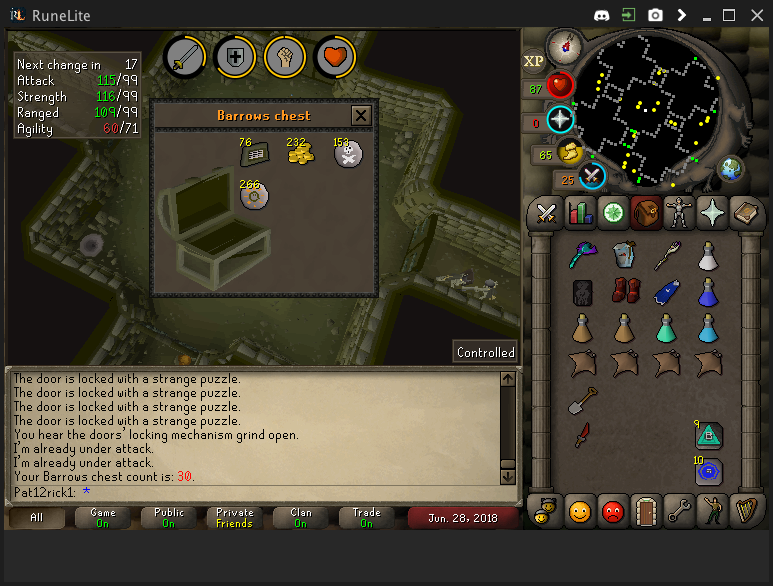 RuneLite
Next change in 17
Attack 115/99
Strength 116/99
Ranged 109/99
Agility 60/71
Barrows chest
76
232
153
266
XP
87
0
65
25
Controlled
The door is locked with a strange puzzle.
The door is locked with a strange puzzle.
The door is locked with a strange puzzle.
The door is locked with a strange puzzle.
You hear the doors' locking mechanism grind open.
I'm already under attack.
I'm already under attack.
Your Barrows chest count is: 30.
Pat12rick1: *
9
B
10
All
Game
On
Public
On
Private
Friends
Clan
On
Trade
On
Jun. 28, 2018